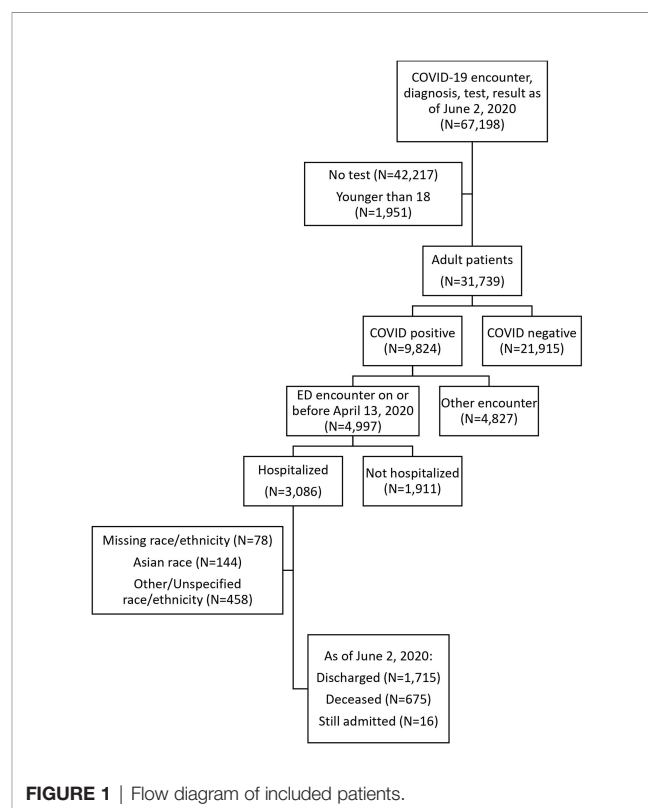 COVID-19 encounter,
diagnosis, test, result as
of June 2, 2020
(N=67,198)
No test (N=42,217)
Younger than 18
(N=1,951)
Adult patients
(N=31,739)
COVID positive
(N=9,824)
COVID negative
(N=21,915)
ED encounter on or
before April 13, 2020
(N=4,997)
Other encounter
(N=4,827)
Hospitalized
(N=3,086)
Not hospitalized
(N=1,911)
Missing race/ethnicity (N=78)
Asian race (N=144)
Other/Unspecified
race/ethnicity (N=458)
As of June 2, 2020:
Discharged (N=1,715)
Deceased (N=675)
Still admitted (N=16)
FIGURE 1 | Flow diagram of included patients.